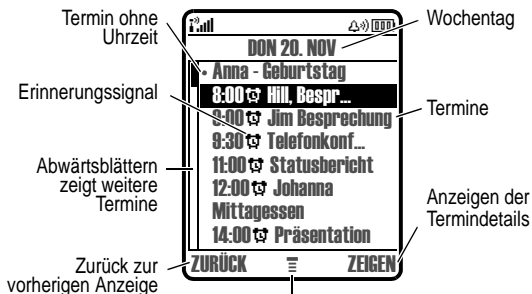 Termin ohne
Uhrzeit
Wochentag
DON 20. NOV
Anna - Geburtstag
8:00 Hill, Bespr...
Erinnerungssignal
9:00 Jim Besprechung
Termine
9:30 Telefonkonf...
11:00 Statusbericht
Abwärtsblättern
zeigt weitere
Termine
12:00 Johanna
Mittagessen
Anzeigen der
Termindetails
14:00 Präsentation
Zurück zur
vorherigen Anzeige
ZURÜCK ZEIGEN